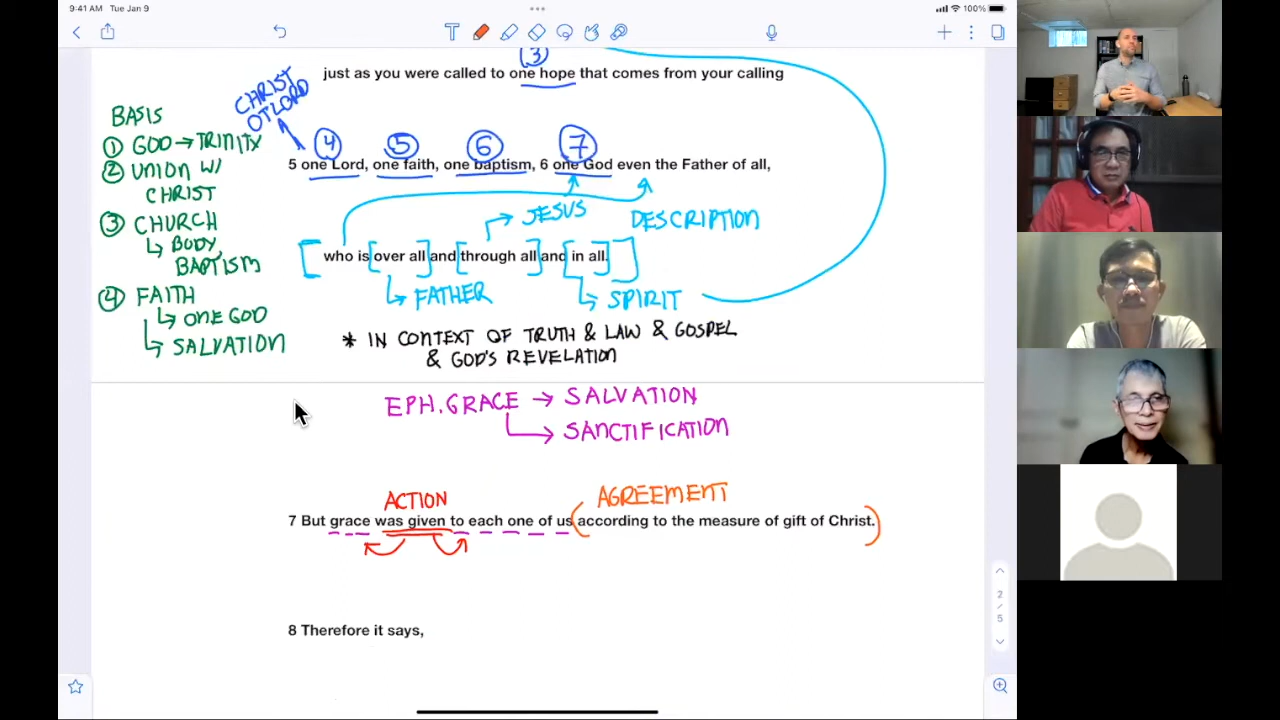 9:41 AM Tue Jan 9
100%
3
just as you were called to one hope that comes from your calling
CHRIST
OT LORD
BASIS
1 GOD → TRINITY
2 UNION W/
CHRIST
3 CHURCH
↳ BODY,
BAPTISM
4 FAITH
↳ ONE GOD
↳ SALVATION
4 5 6 7
5 one Lord, one faith, one baptism, 6 one God even the Father of all,
JESUS
DESCRIPTION
[who is [over all] and [through all] and [in all.]]
↳ FATHER
↳ SPIRIT
* IN CONTEXT OF TRUTH & LAW & GOSPEL
& GOD'S REVELATION
EPH. GRACE → SALVATION
↳ SANCTIFICATION
ACTION
AGREEMENT
7 But grace was given to each one of us (according to the measure of gift of Christ.)
8 Therefore it says,
2
/
5